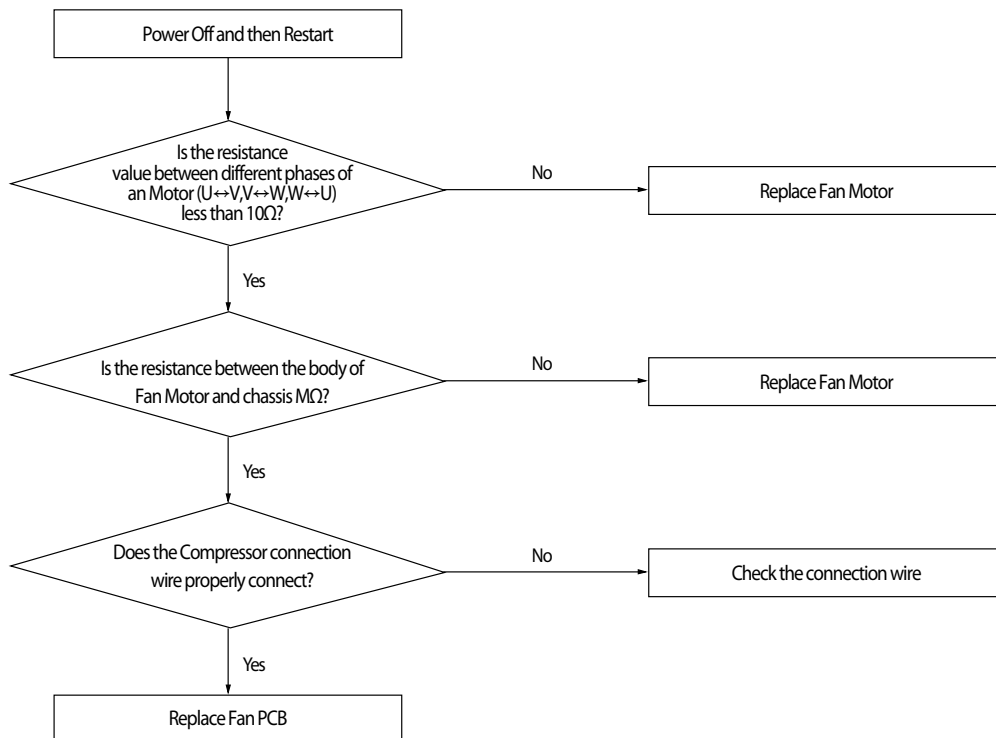 Power Off and then Restart
Is the resistance
value between different phases of
an Motor (U↔V,V↔W,W↔U)
less than 10Ω?
No
Replace Fan Motor
Yes
Is the resistance between the body of
Fan Motor and chassis MΩ?
No
Replace Fan Motor
Yes
Does the Compressor connection
wire properly connect?
No
Check the connection wire
Yes
Replace Fan PCB